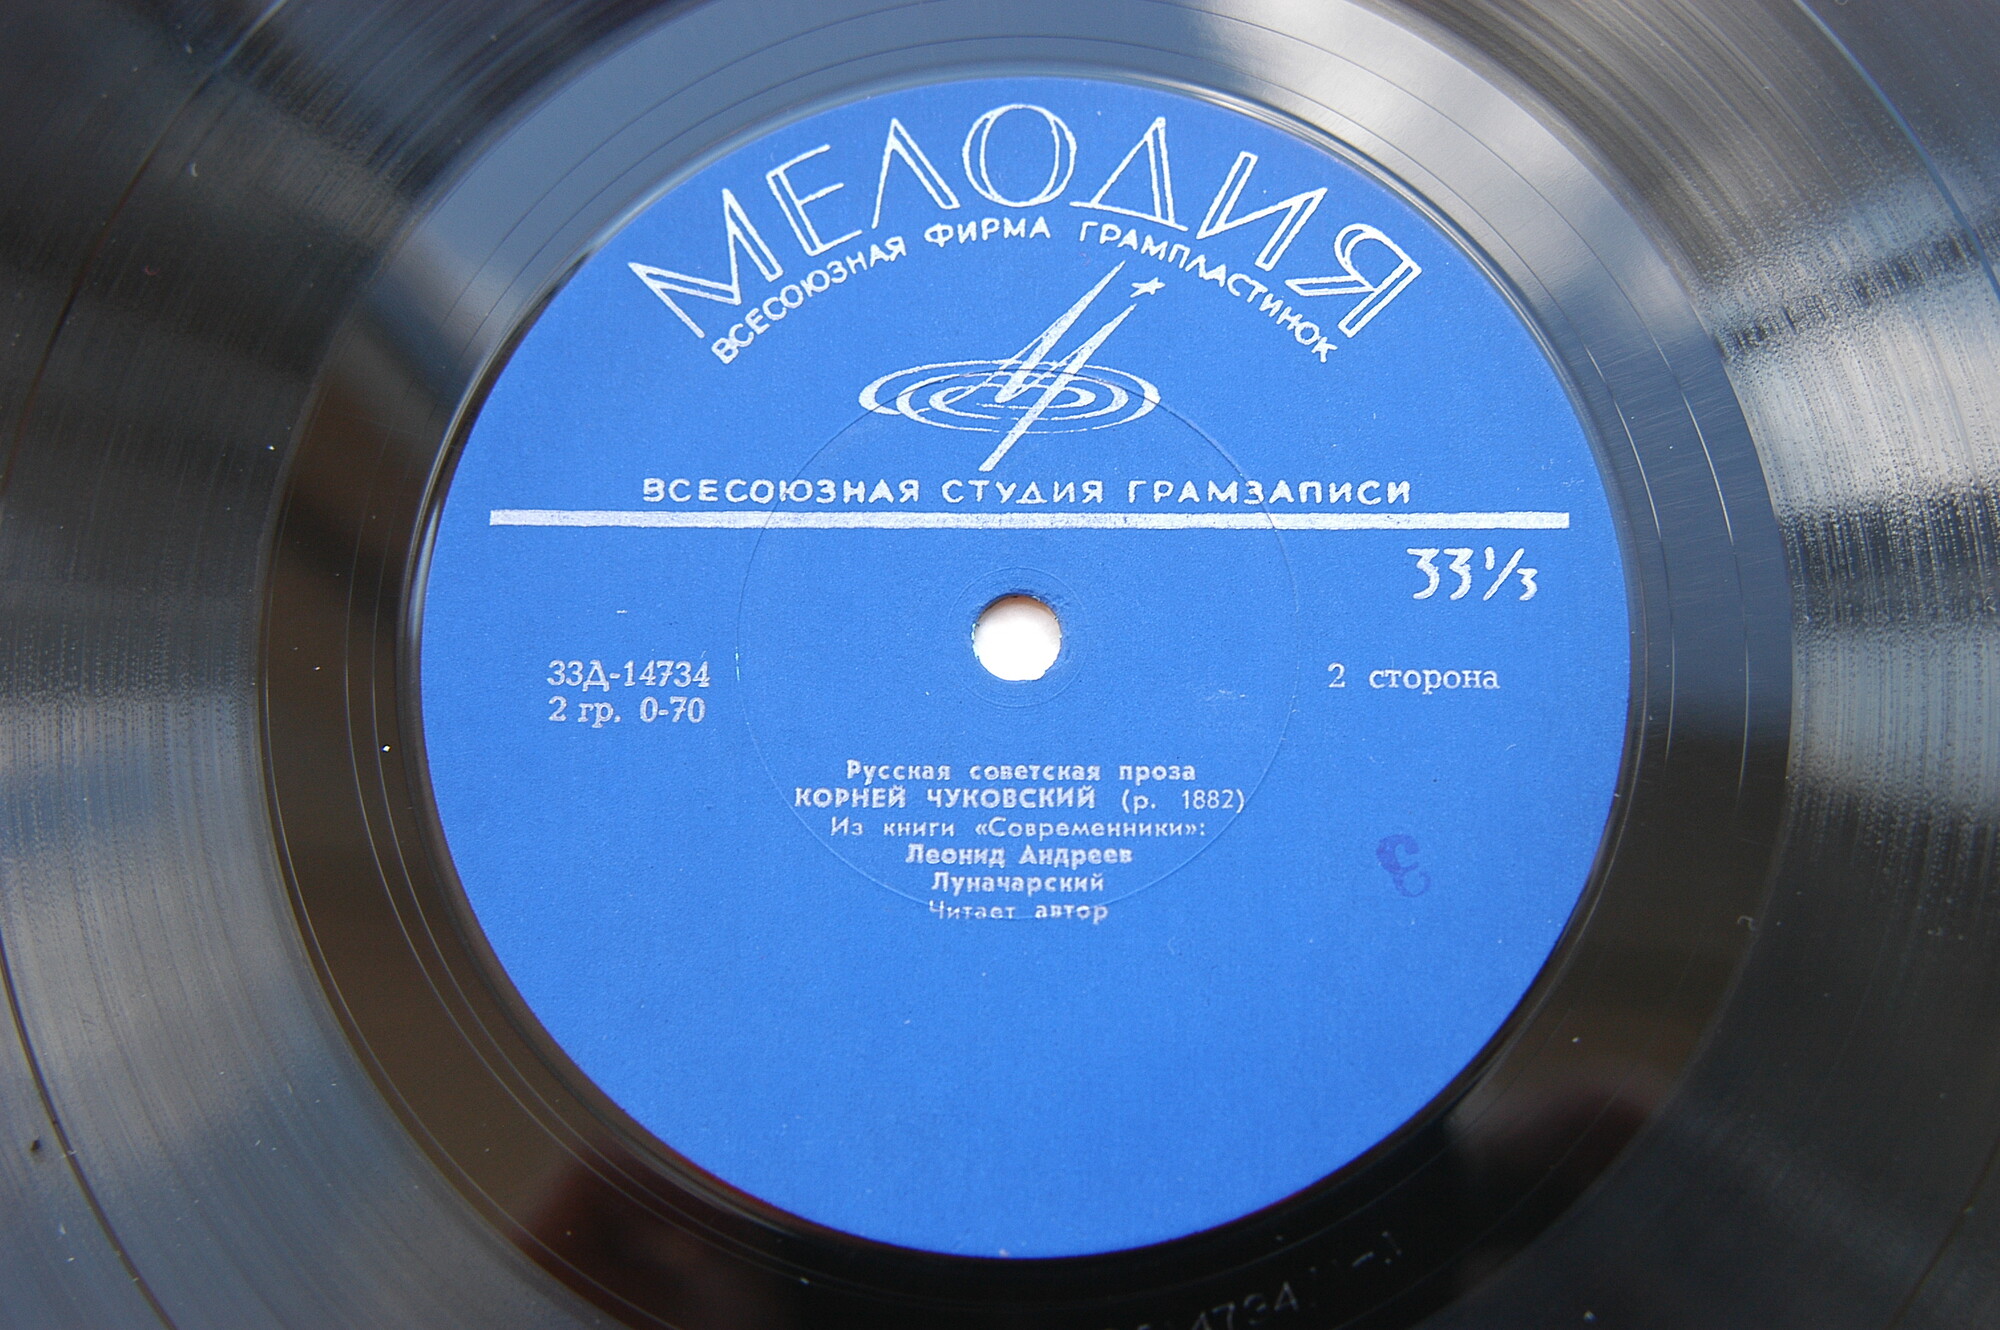 МЕЛОДИЯ
ВСЕСОЮЗНАЯ ФИРМА ГРАМПЛАСТИНОК
ВСЕСОЮЗНАЯ СТУДИЯ ГРАМЗАПИСИ
33⅓
33Д-14734
2 гр. 0-70
2 сторона
Русская советская проза
КОРНЕЙ ЧУКОВСКИЙ (р. 1882)
Из книги «Современники»:
Леонид Андреев
Луначарский
Читает автор